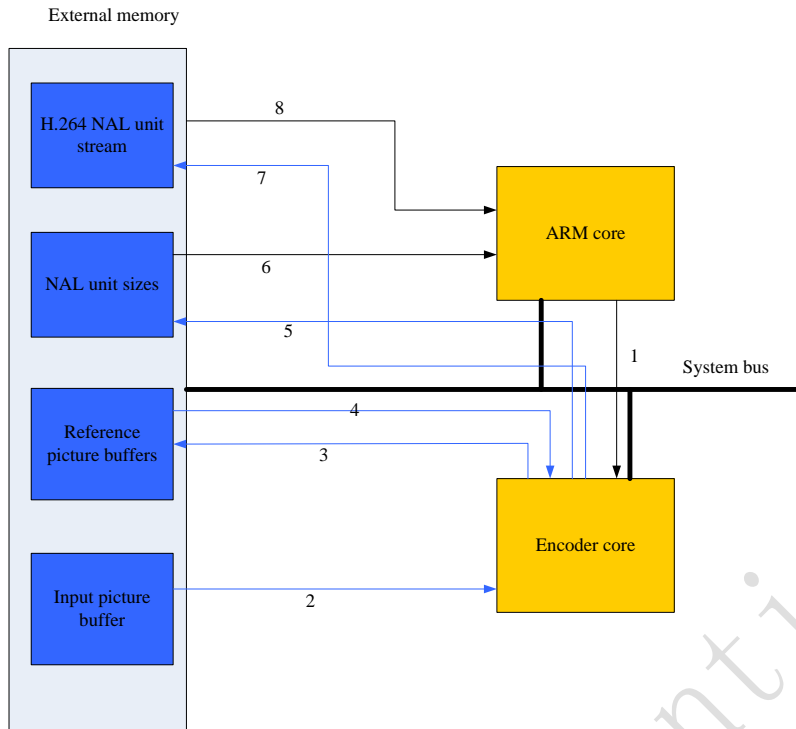 External memory
H.264 NAL unit
stream
8
7
ARM core
NAL unit sizes
6
5
1
System bus
Reference
picture buffers
4
3
Encoder core
Input picture
buffer
2